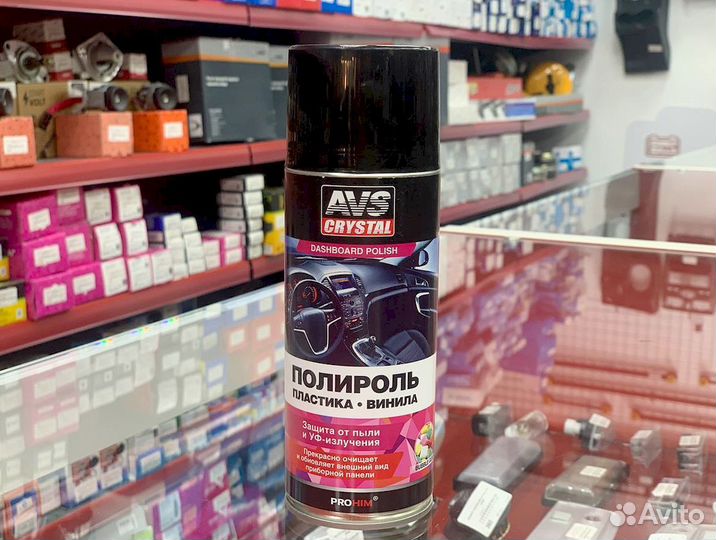 AVS
CRYSTAL
DASHBOARD POLISH
ПОЛИРОЛЬ
ПЛАСТИКА • ВИНИЛА
Защита от пыли
и УФ-излучения
Прекрасно очищает
и обновляет внешний вид
приборной панели
PROHIM®
VOLT
Avito